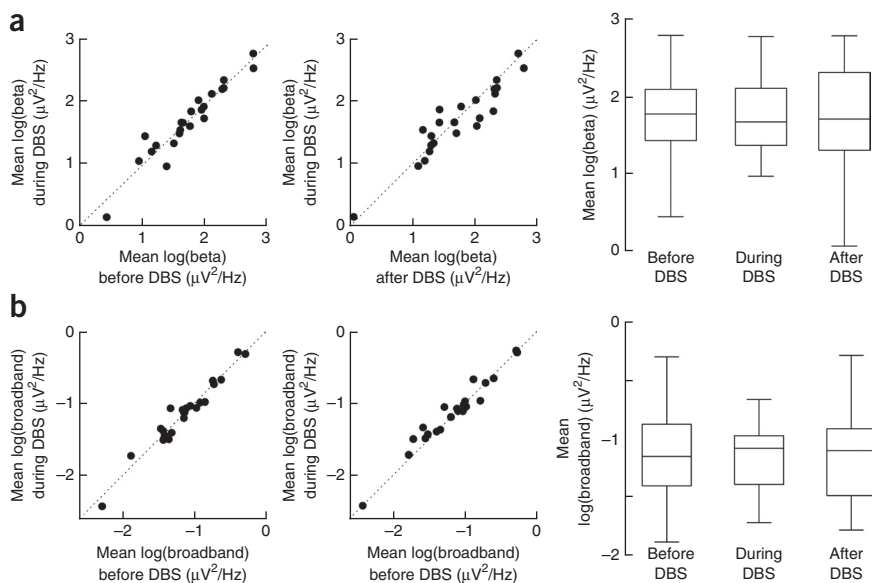 a
3
2
1
0
Mean log(beta)
during DBS (μV²/Hz)
0
1
2
3
Mean log(beta)
before DBS (μV²/Hz)
3
2
1
0
Mean log(beta)
during DBS (μV²/Hz)
0
1
2
3
Mean log(beta)
after DBS (μV²/Hz)
3
2
1
0
Mean log(beta) (μV²/Hz)
Before
DBS
During
DBS
After
DBS
b
0
–1
–2
Mean log(broadband)
during DBS (μV²/Hz)
–2
–1
0
Mean log(broadband)
before DBS (μV²/Hz)
0
–1
–2
Mean log(broadband)
during DBS (μV²/Hz)
–2
–1
0
Mean log(broadband)
before DBS (μV²/Hz)
0
–1
–2
Mean
log(broadband) (μV²/Hz)
Before
DBS
During
DBS
After
DBS